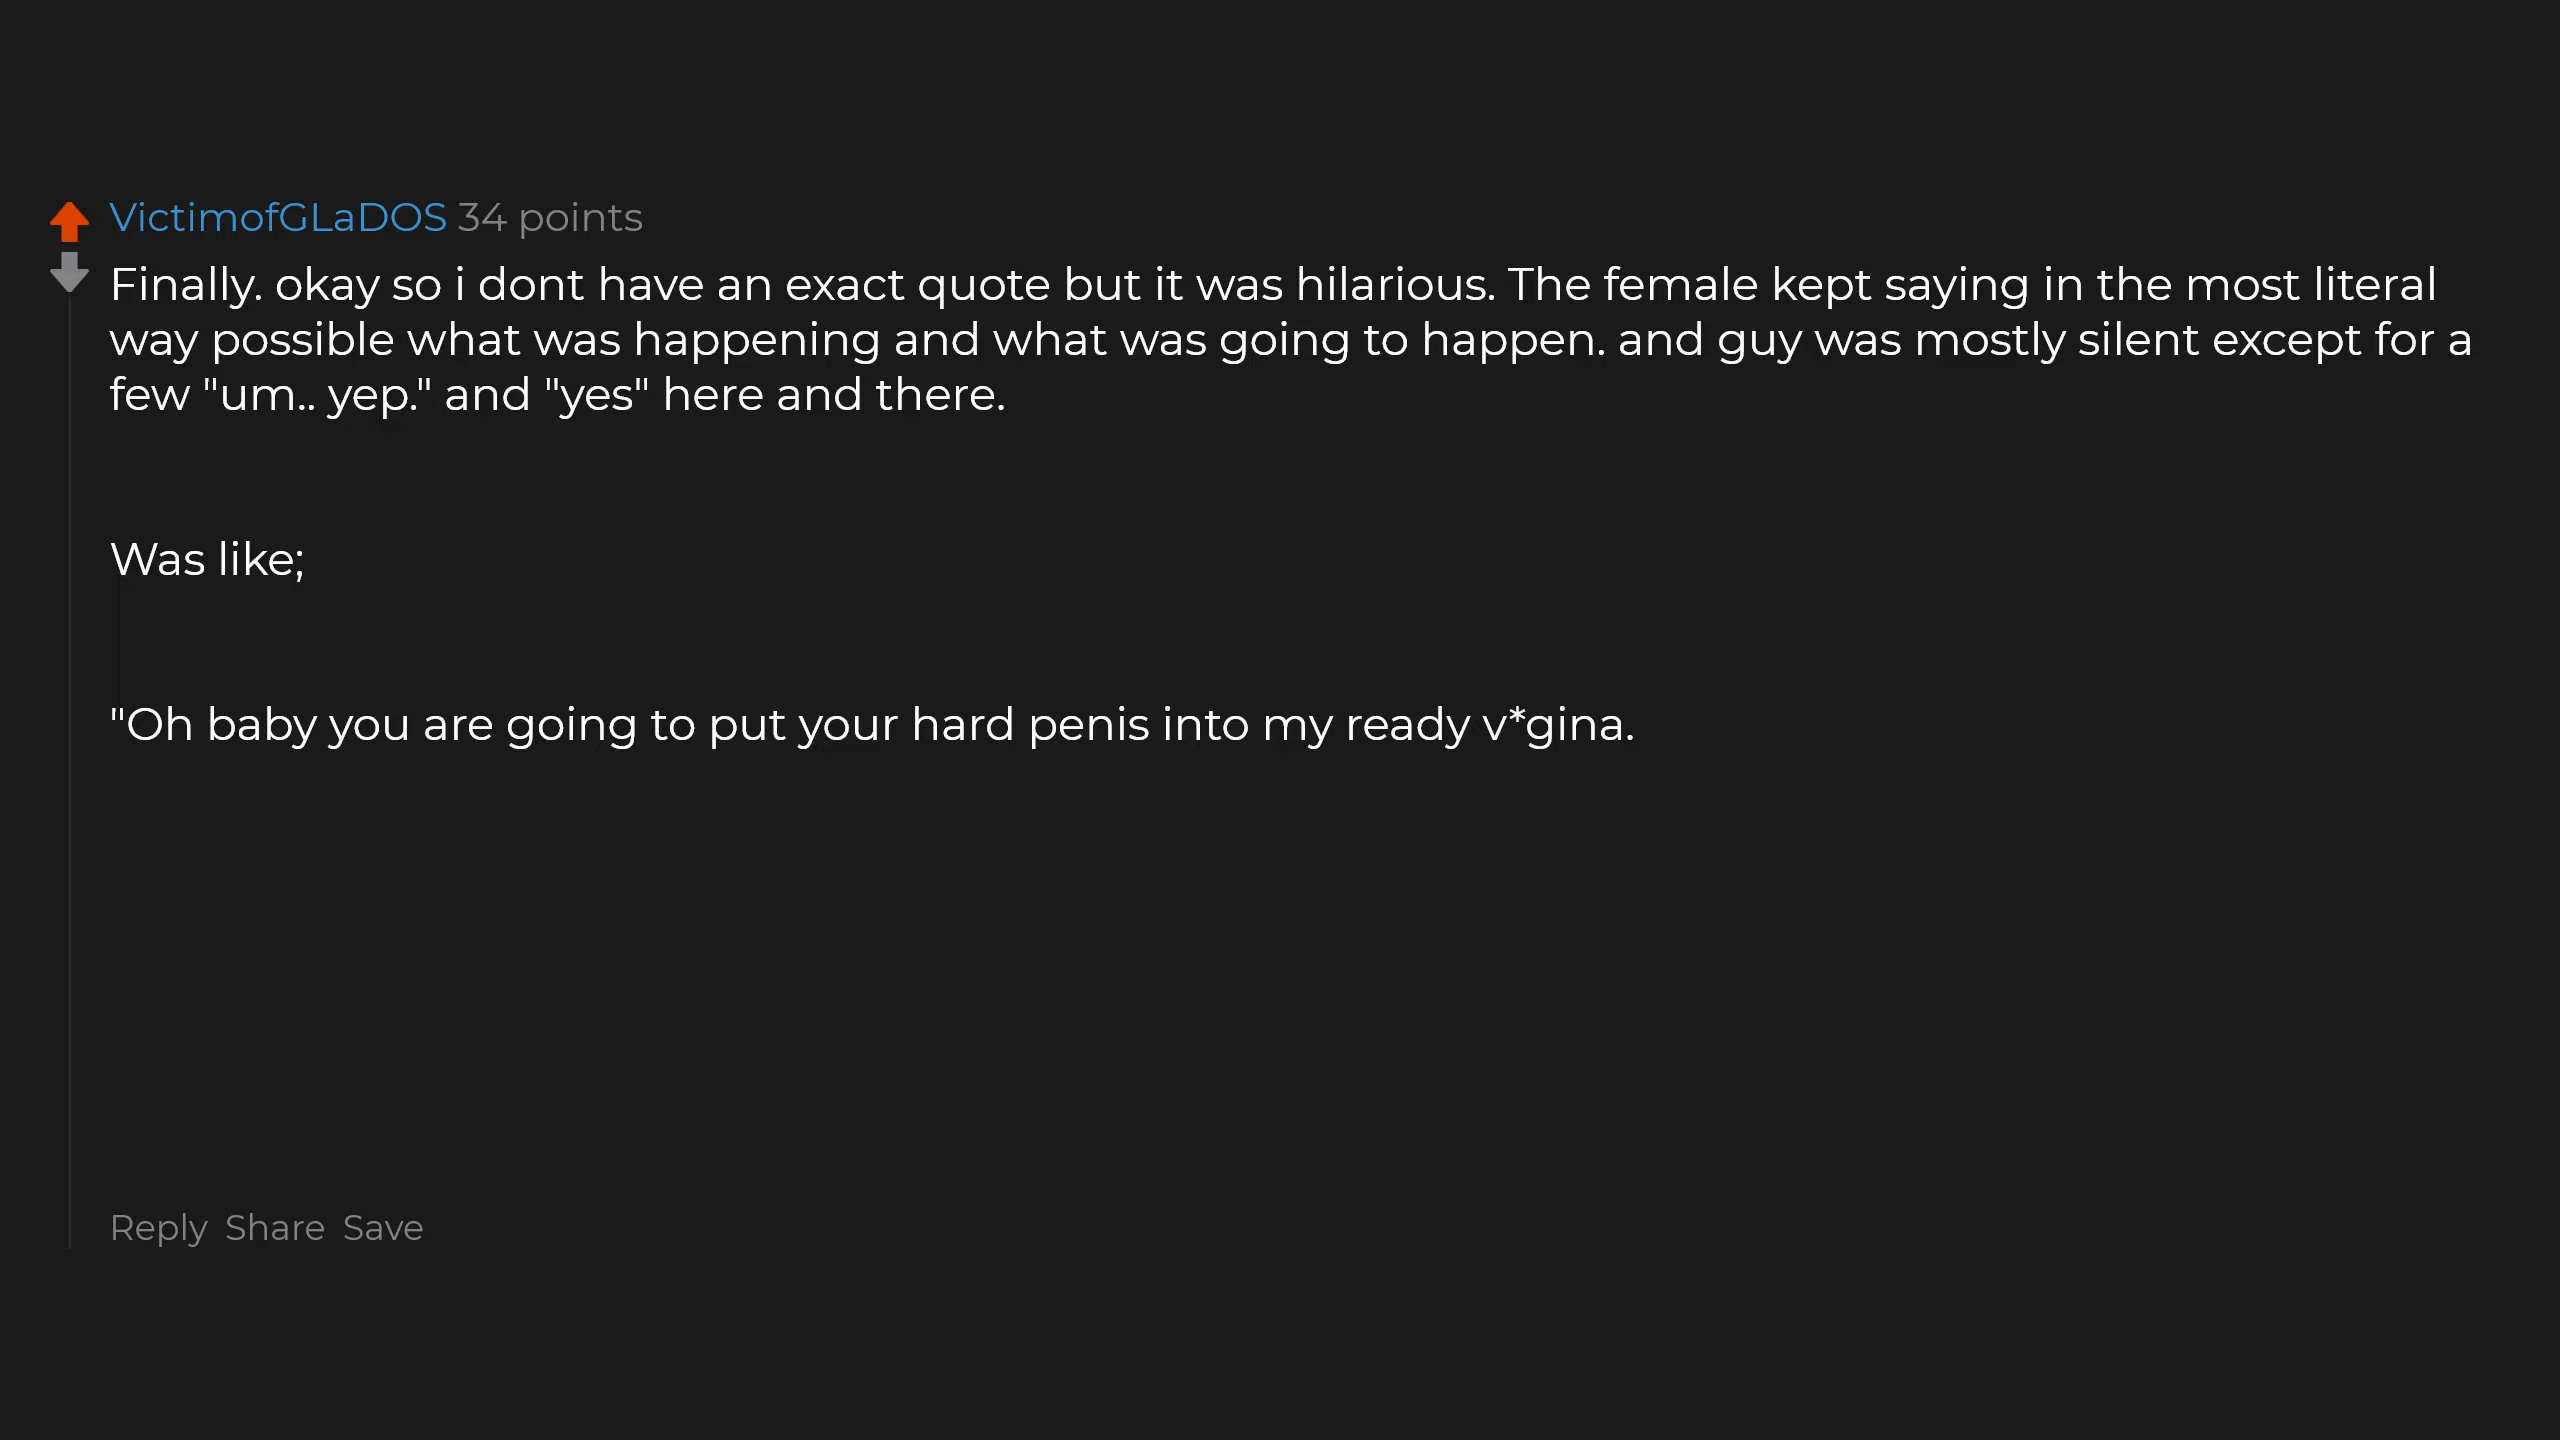 VictimofGLaDOS 34 points
Finally. okay so i dont have an exact quote but it was hilarious. The female kept saying in the most literal
way possible what was happening and what was going to happen. and guy was mostly silent except for a
few "um.. yep." and "yes" here and there.
Was like;
"Oh baby you are going to put your hard penis into my ready v*gina.
Reply Share Save